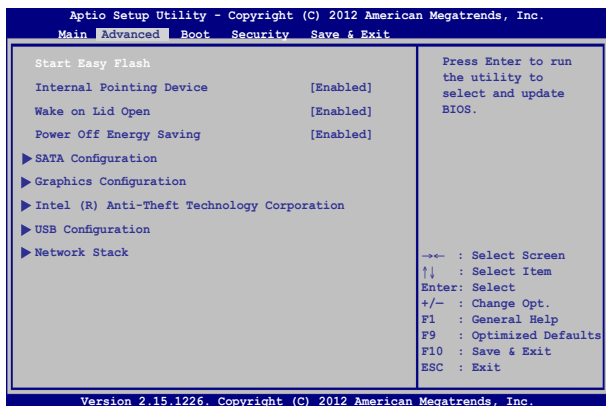 Aptio Setup Utility - Copyright (C) 2012 American Megatrends, Inc.
Main Advanced Boot Security Save & Exit
Start Easy Flash
Internal Pointing Device [Enabled]
Wake on Lid Open [Enabled]
Power Off Energy Saving [Enabled]
SATA Configuration
Graphics Configuration
Intel (R) Anti-Theft Technology Corporation
USB Configuration
Network Stack
Press Enter to run
the utility to
select and update
BIOS.
→← : Select Screen
↑↓ : Select Item
Enter: Select
+/— : Change Opt.
F1 : General Help
F9 : Optimized Defaults
F10 : Save & Exit
ESC : Exit
Version 2.15.1226. Copyright (C) 2012 American Megatrends, Inc.